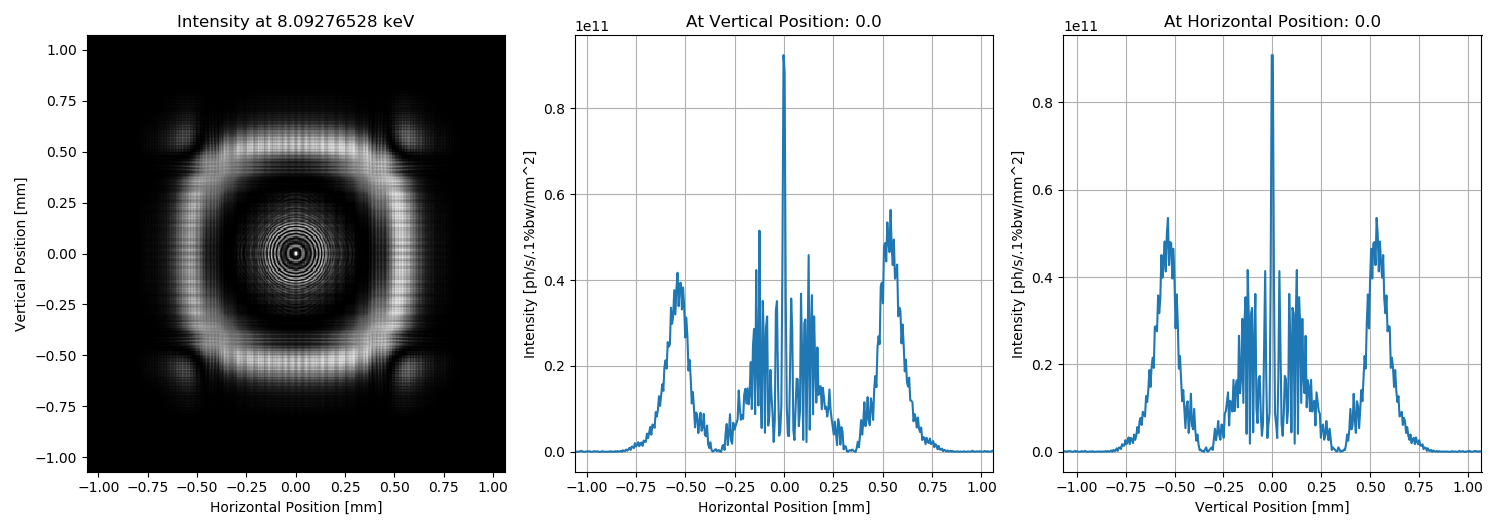 Intensity at 8.09276528 keV
1.00
0.75
0.50
0.25
0.00
−0.25
−0.50
−0.75
−1.00
Vertical Position [mm]
−1.00 −0.75 −0.50 −0.25 0.00 0.25 0.50 0.75 1.00
Horizontal Position [mm]
At Vertical Position: 0.0
1e11
0.8
0.6
0.4
0.2
0.0
Intensity [ph/s/.1%bw/mm^2]
−1.00 −0.75 −0.50 −0.25 0.00 0.25 0.50 0.75 1.00
Horizontal Position [mm]
At Horizontal Position: 0.0
1e11
0.8
0.6
0.4
0.2
0.0
Intensity [ph/s/.1%bw/mm^2]
−1.00 −0.75 −0.50 −0.25 0.00 0.25 0.50 0.75 1.00
Vertical Position [mm]